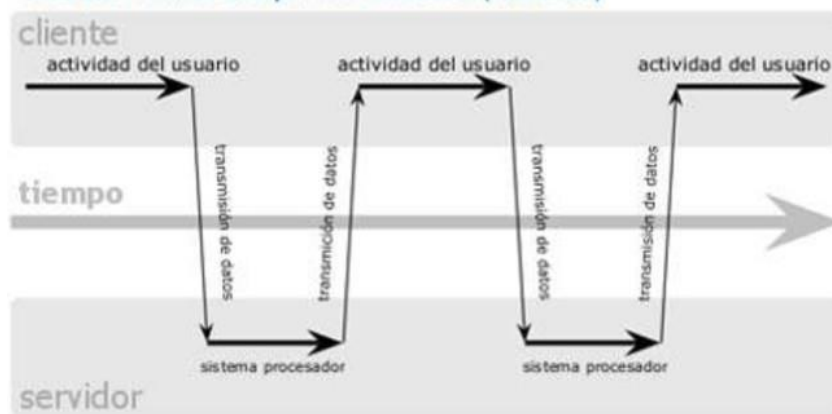 cliente
actividad del usuario
actividad del usuario
actividad del usuario
transmisión de datos
transmición de datos
transmisión de datos
transmisión de datos
tiempo
sistema procesador
sistema procesador
servidor